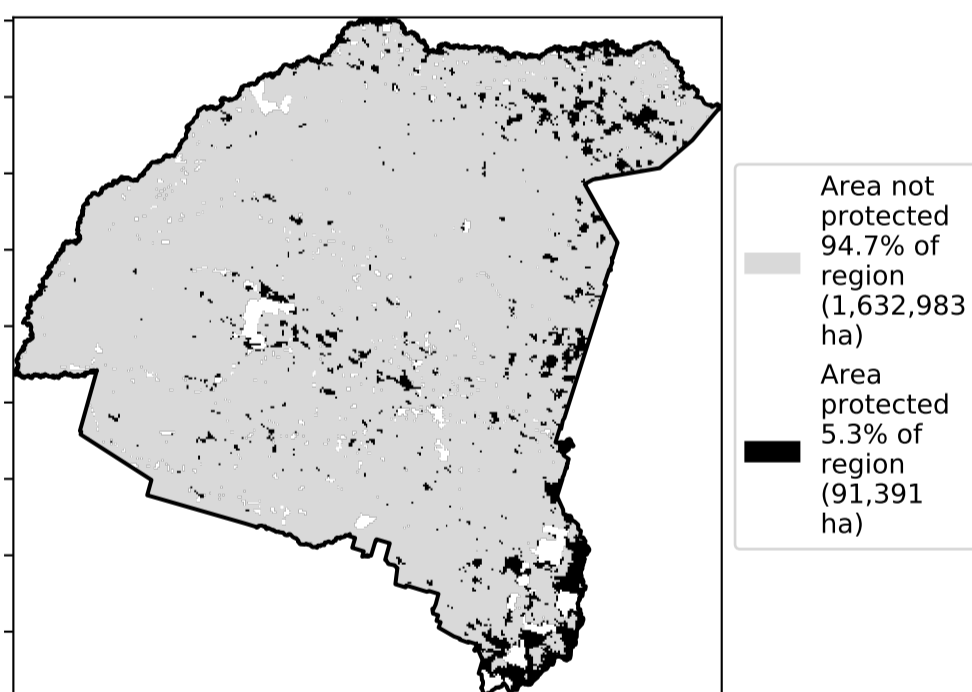 Area not
protected
94.7% of
region
(1,632,983
ha)
Area
protected
5.3% of
region
(91,391
ha)